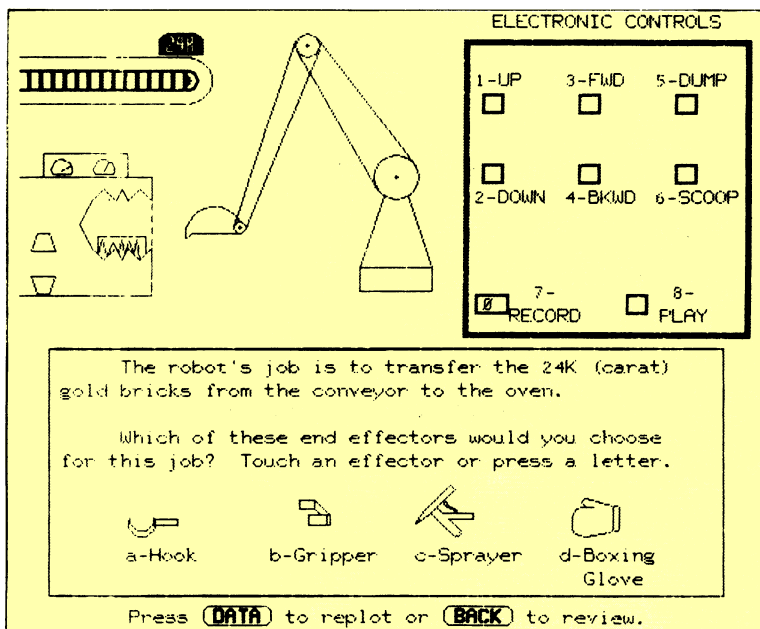 ELECTRONIC CONTROLS
24K
1-UP 3-FWD 5-DUMP
2-DOWN 4-BKWD 6-SCOOP
0 7- 8-
RECORD PLAY
The robot's job is to transfer the 24K (carat)
gold bricks from the conveyor to the oven.
Which of these end effectors would you choose
for this job? Touch an effector or press a letter.
a-Hook b-Gripper c-Sprayer d-Boxing
Glove
Press DATA to replot or BACK to review.